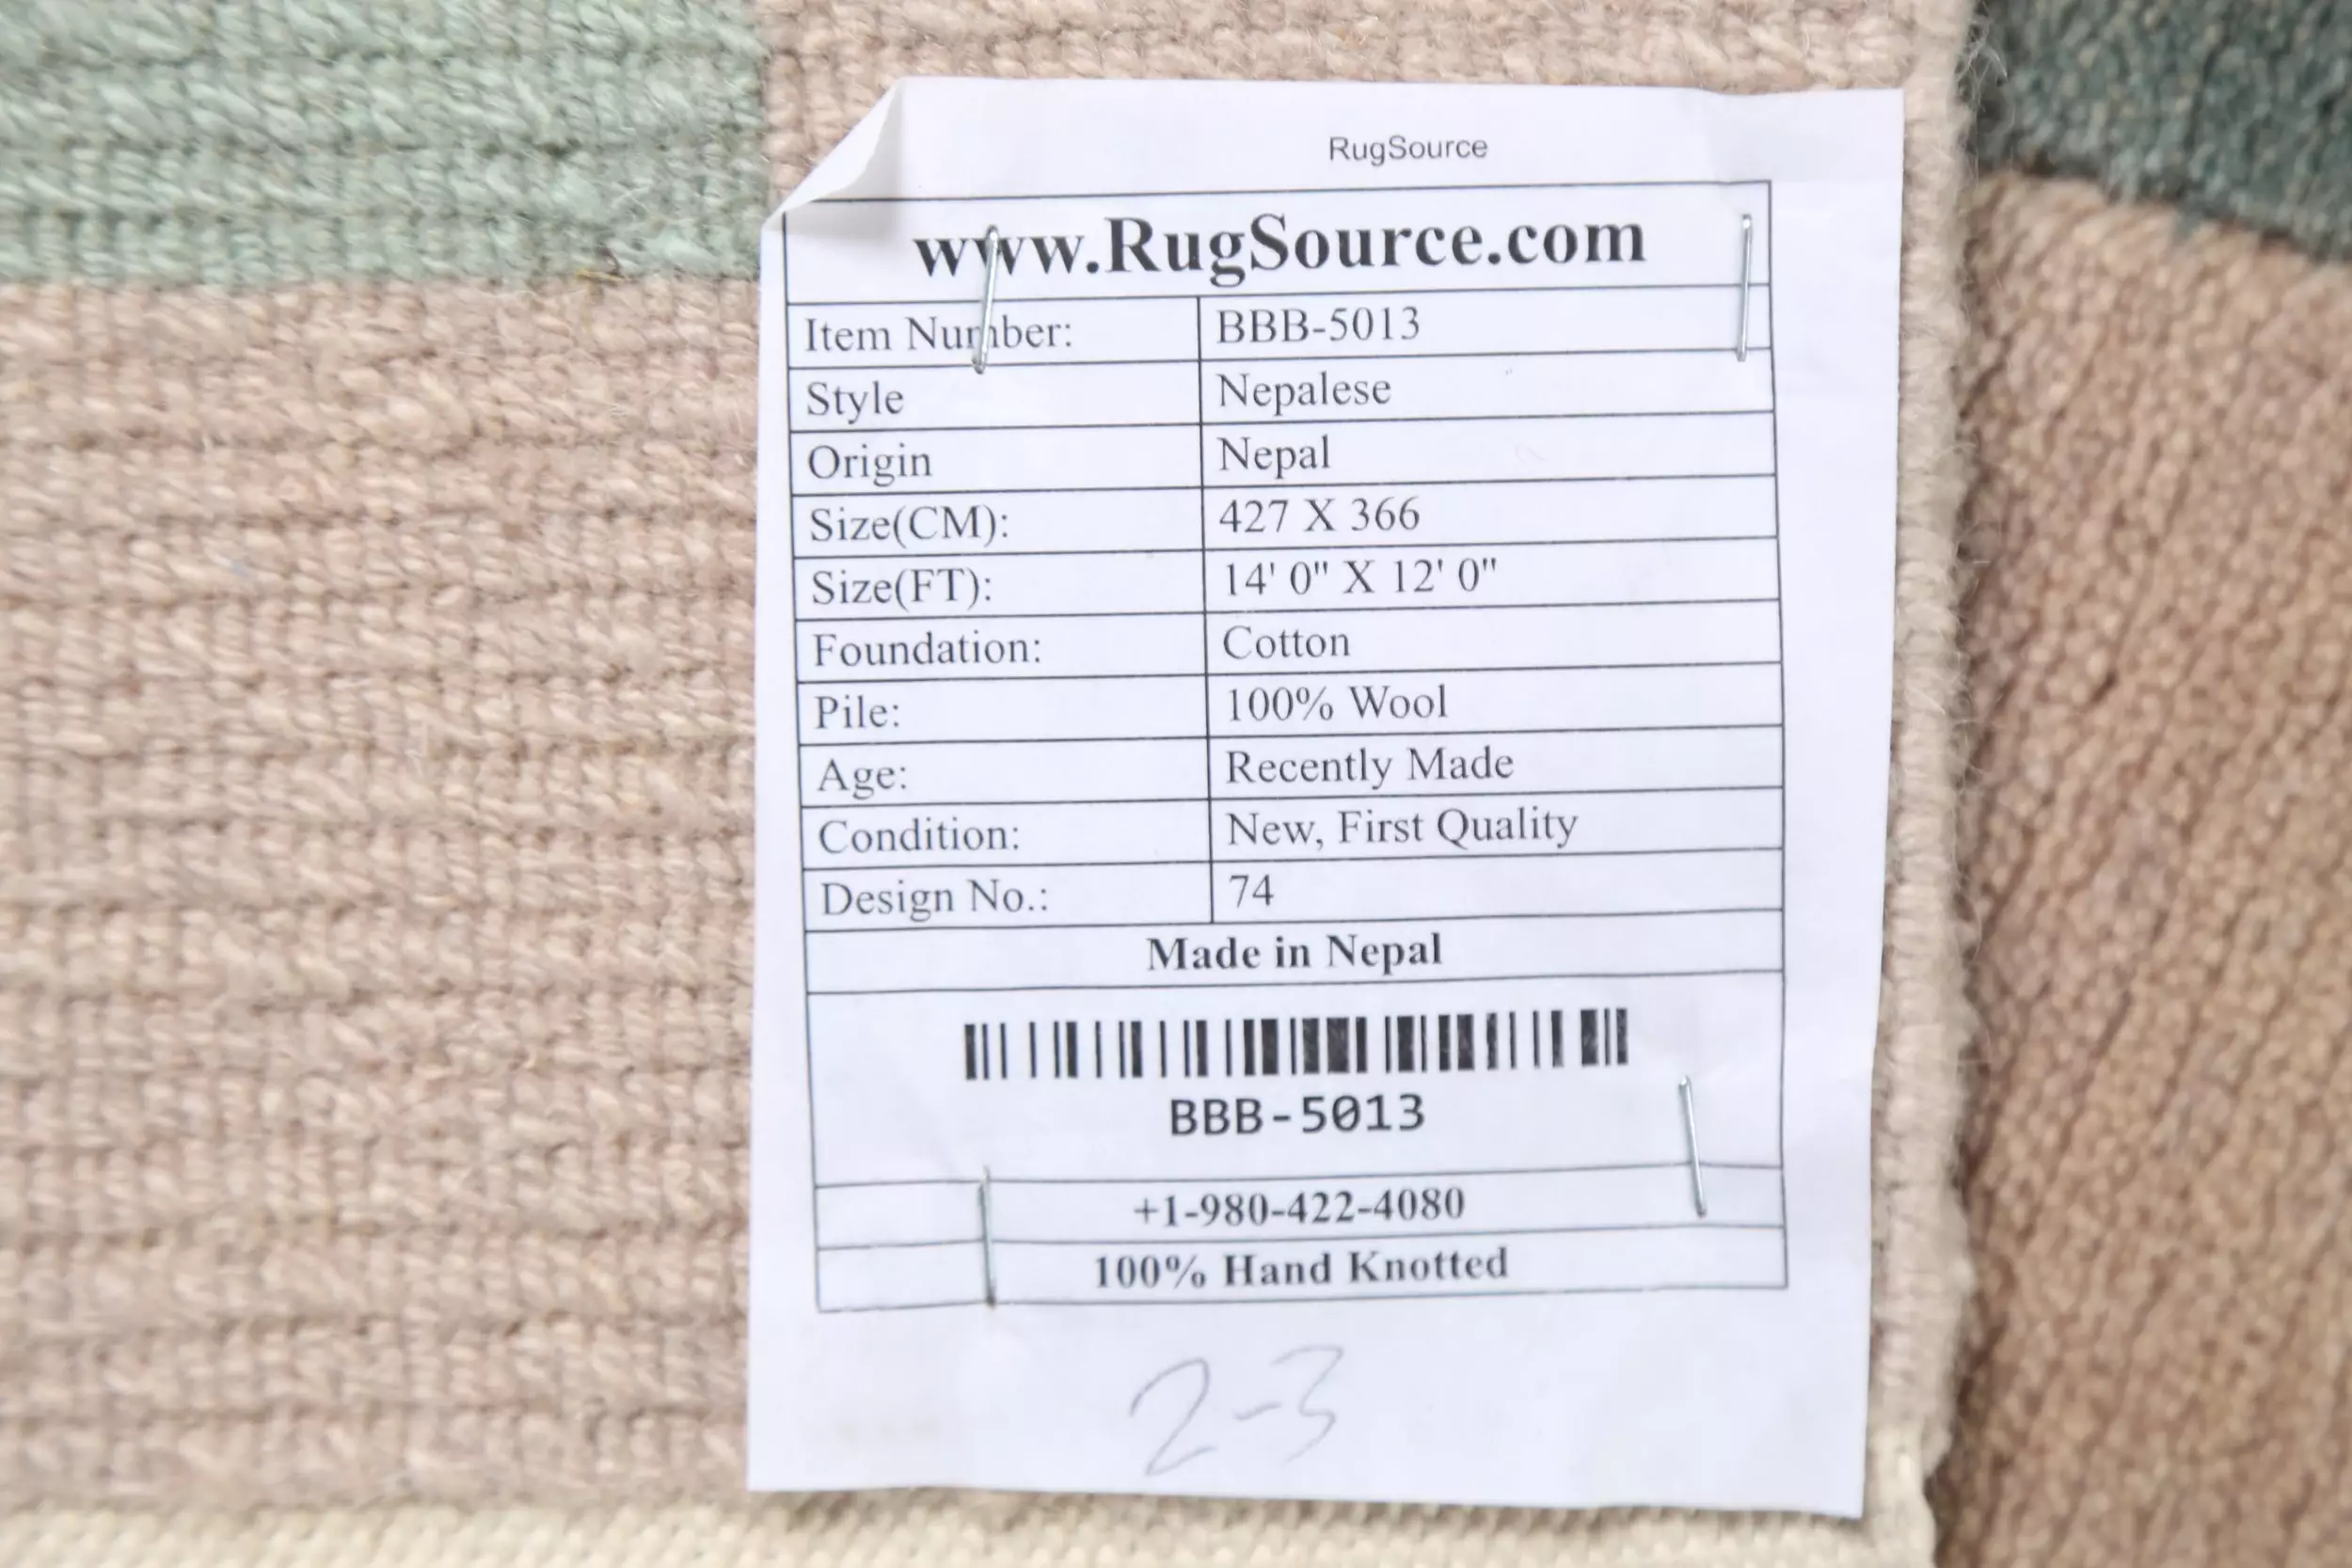 RugSource
www.RugSource.com
Item Number: BBB-5013
Style Nepalese
Origin Nepal
Size(CM): 427 X 366
Size(FT): 14' 0" X 12' 0"
Foundation: Cotton
Pile: 100% Wool
Age: Recently Made
Condition: New, First Quality
Design No.: 74
Made in Nepal
BBB-5013
+1-980-422-4080
100% Hand Knotted
2-3